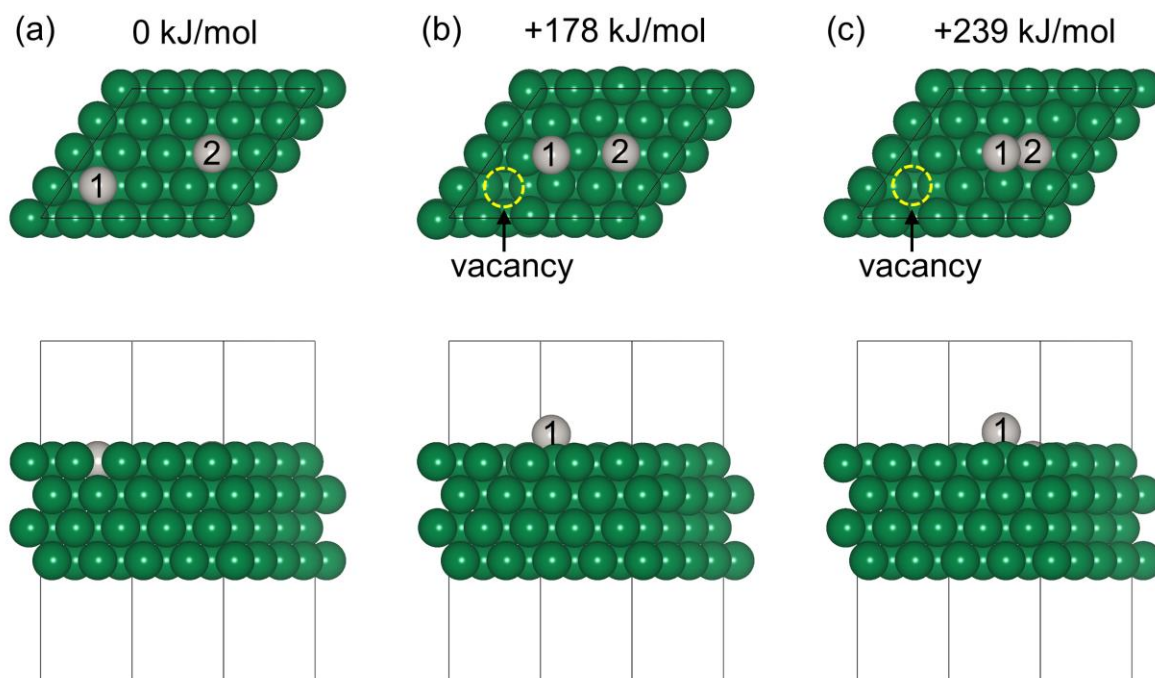 (a) 0 kJ/mol
(b) +178 kJ/mol
(c) +239 kJ/mol
1 2
vacancy
1 2
vacancy
1 2
1
1